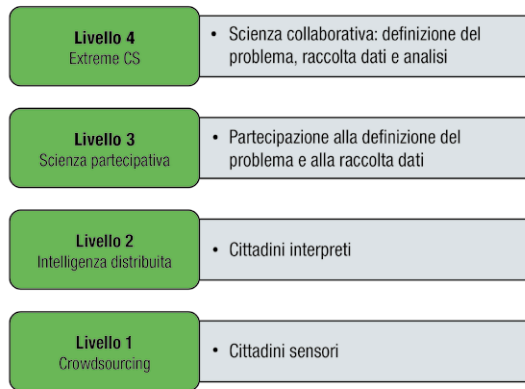 Livello 4
Extreme CS
• Scienza collaborativa: definizione del
problema, raccolta dati e analisi
Livello 3
Scienza partecipativa
• Partecipazione alla definizione del
problema e alla raccolta dati
Livello 2
Intelligenza distribuita
• Cittadini interpreti
Livello 1
Crowdsourcing
• Cittadini sensori